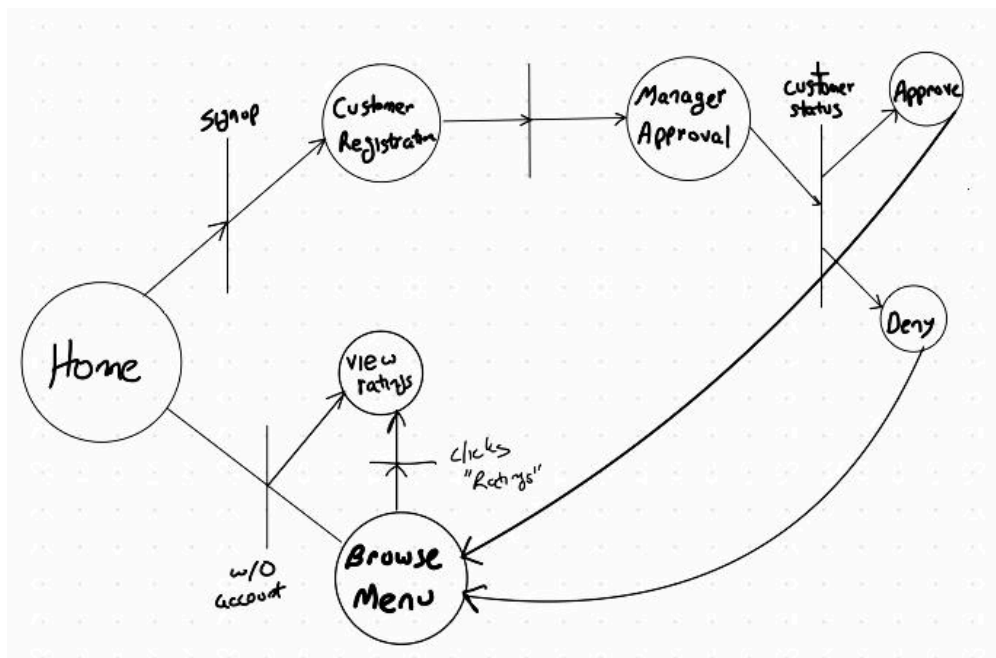 Signup
Customer
Registration
Manager
Approval
Customer
status
Approve
Home
View
ratings
Deny
clicks
"Ratings"
w/o
account
Browse
Menu